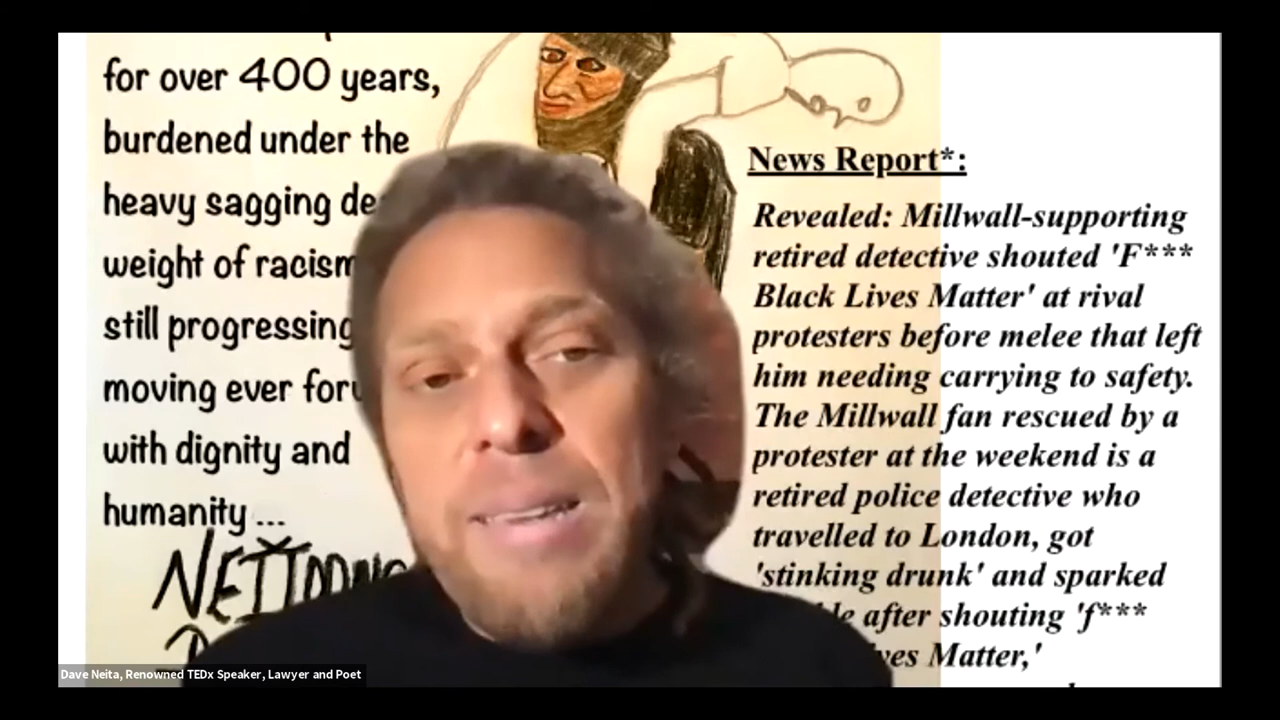 for over 400 years,
burdened under the
heavy sagging
weight of racism
still progressing
moving ever
with dignity and
humanity ...
News Report*:
Revealed: Millwall-supporting
retired detective shouted 'F***
Black Lives Matter' at rival
protesters before melee that left
him needing carrying to safety.
The Millwall fan rescued by a
protester at the weekend is a
retired police detective who
travelled to London, got
'stinking drunk' and sparked
after shouting 'f***
Matter,'
Dave Neita, Renowned TEDx Speaker, Lawyer and Poet